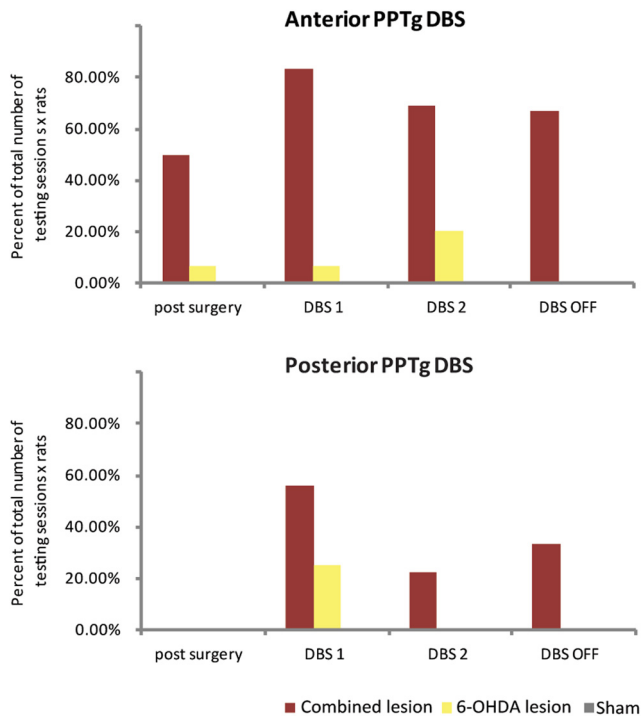 Anterior PPTg DBS
Percent of total number of
testing session s x rats
80.00%
60.00%
40.00%
20.00%
0.00%
post surgery
DBS 1
DBS 2
DBS OFF
Posterior PPTg DBS
Percent of total number of
testing sessions x rats
80.00%
60.00%
40.00%
20.00%
0.00%
post surgery
DBS 1
DBS 2
DBS OFF
Combined lesion
6-OHDA lesion
Sham